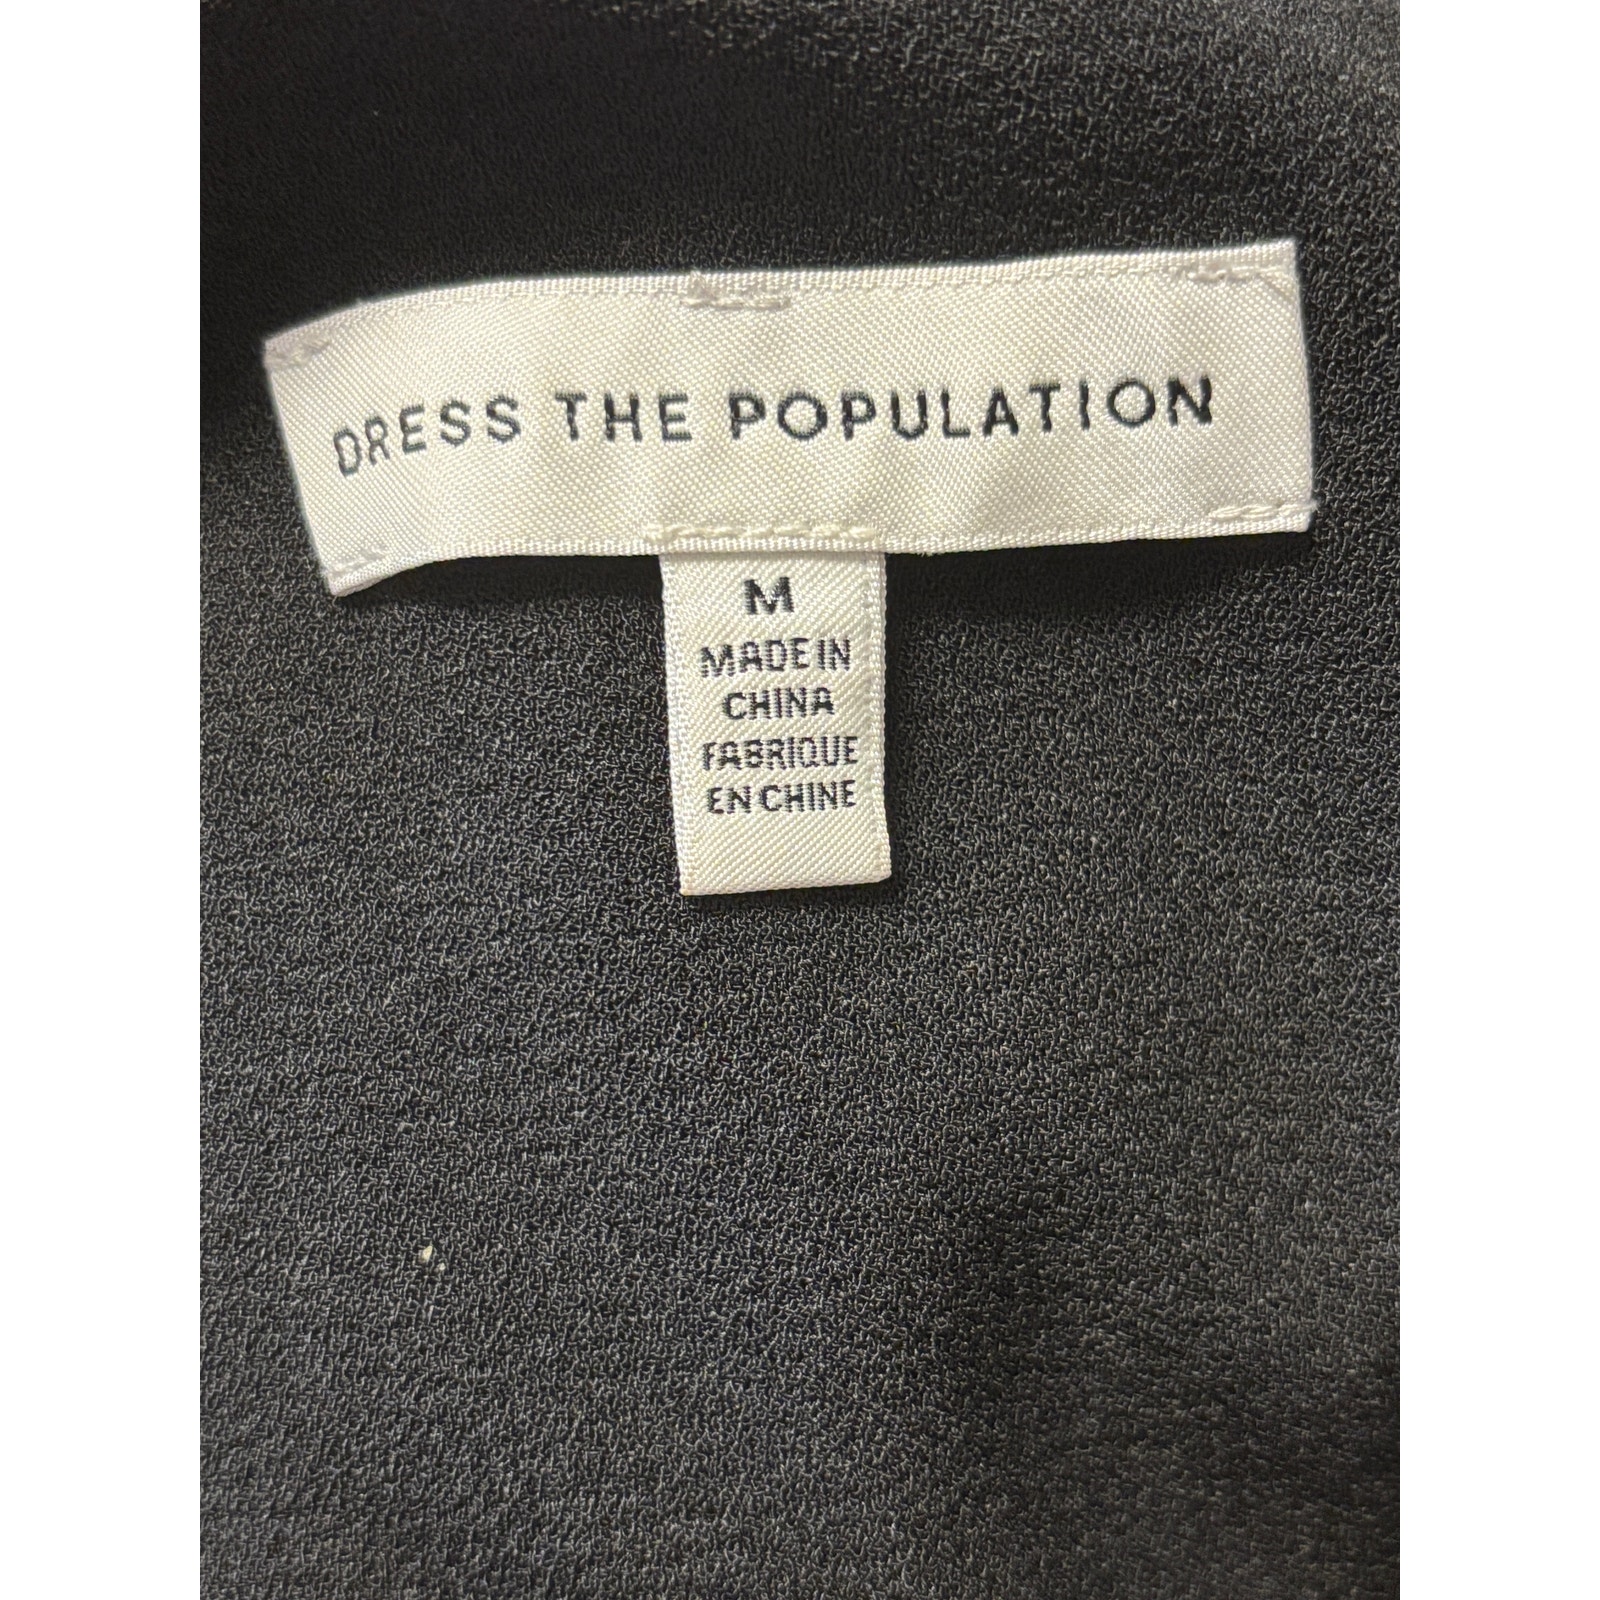 DRESS THE POPULATION
M
MADE IN
CHINA
FABRIQUE
EN CHINE